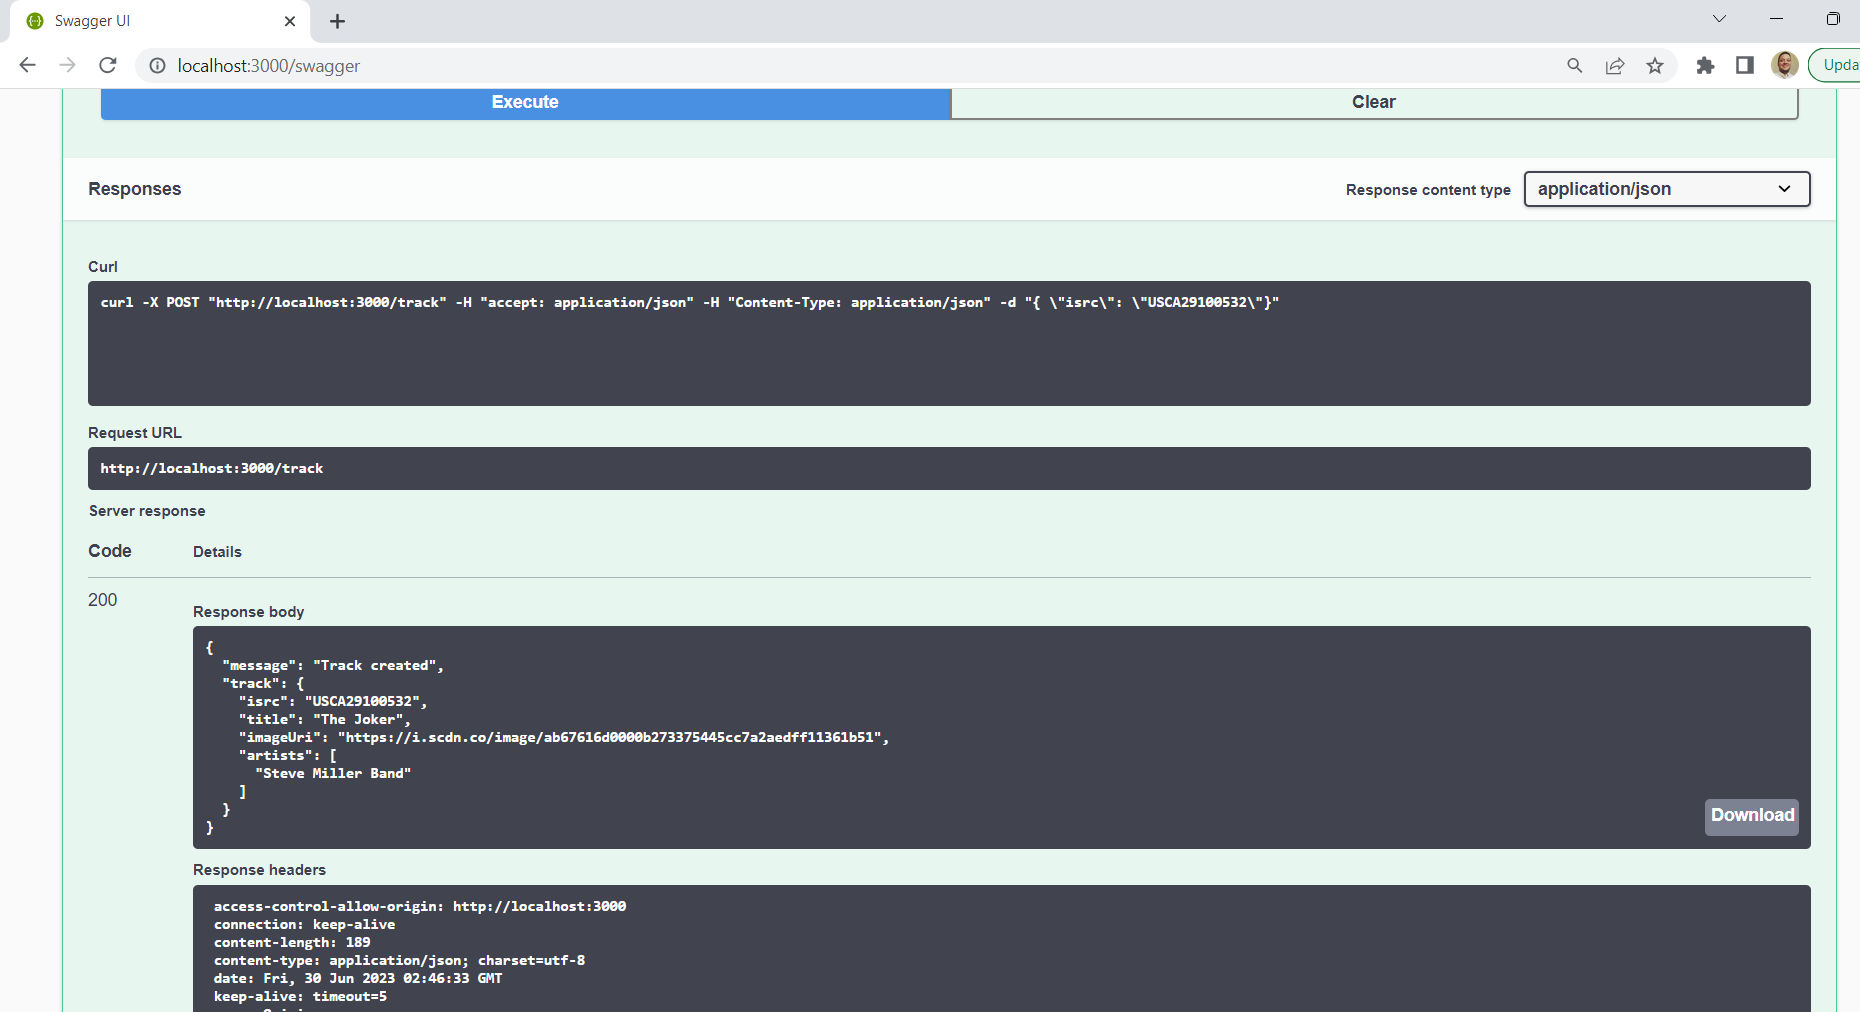 Swagger UI
localhost:3000/swagger
Upda
Execute Clear
Responses Response content type application/json
Curl
curl -X POST "http://localhost:3000/track" -H "accept: application/json" -H "Content-Type: application/json" -d "{ \"isrc\": \"USCA29100532\"}"
Request URL
http://localhost:3000/track
Server response
Code Details
200
Response body
{
  "message": "Track created",
  "track": {
    "isrc": "USCA29100532",
    "title": "The Joker",
    "imageUri": "https://i.scdn.co/image/ab67616d0000b273375445cc7a2aedff11361b51",
    "artists": [
      "Steve Miller Band"
    ]
  }
}
Download
Response headers
access-control-allow-origin: http://localhost:3000
connection: keep-alive
content-length: 189
content-type: application/json; charset=utf-8
date: Fri, 30 Jun 2023 02:46:33 GMT
keep-alive: timeout=5